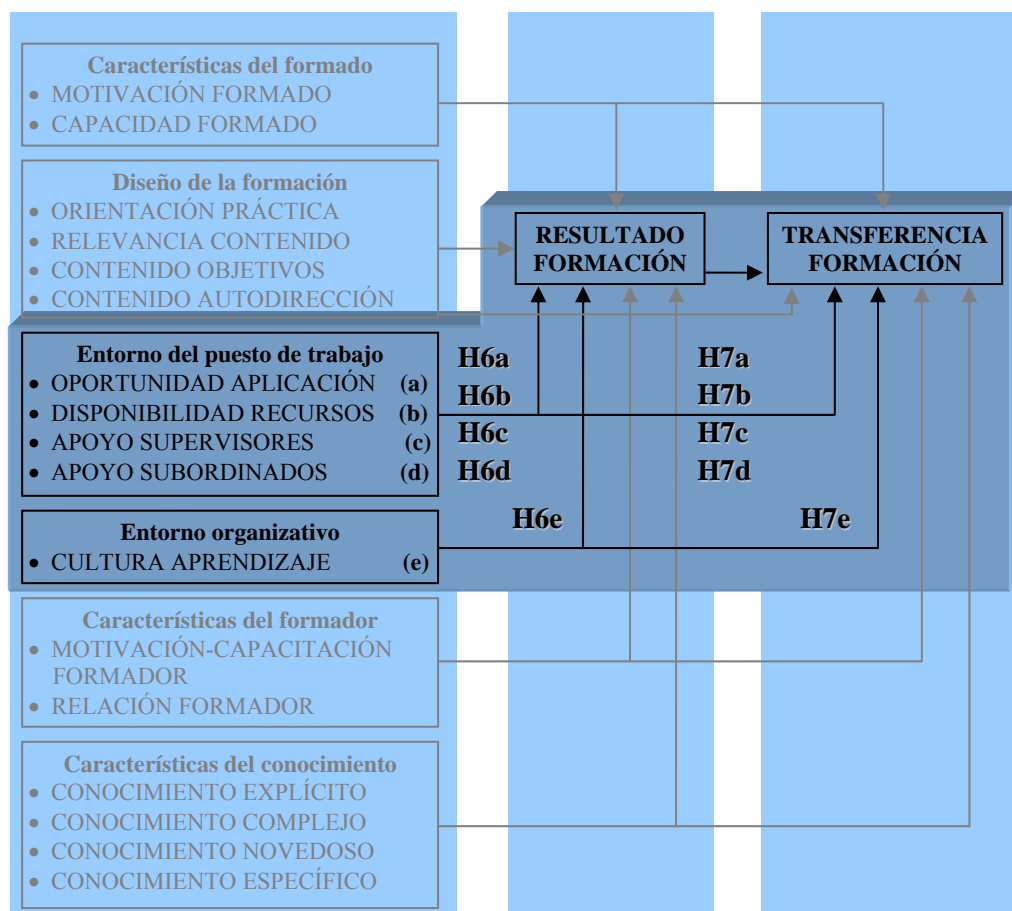 Características del formado
• MOTIVACIÓN FORMADO
• CAPACIDAD FORMADO
Diseño de la formación
• ORIENTACIÓN PRÁCTICA
• RELEVANCIA CONTENIDO
• CONTENIDO OBJETIVOS
• CONTENIDO AUTODIRECCIÓN
RESULTADO
FORMACIÓN
TRANSFERENCIA
FORMACIÓN
Entorno del puesto de trabajo
• OPORTUNIDAD APLICACIÓN (a)
• DISPONIBILIDAD RECURSOS (b)
• APOYO SUPERVISORES (c)
• APOYO SUBORDINADOS (d)
H6a
H6b
H6c
H6d
H7a
H7b
H7c
H7d
Entorno organizativo
• CULTURA APRENDIZAJE (e)
H6e
H7e
Características del formador
• MOTIVACIÓN-CAPACITACIÓN
FORMADOR
• RELACIÓN FORMADOR
Características del conocimiento
• CONOCIMIENTO EXPLÍCITO
• CONOCIMIENTO COMPLEJO
• CONOCIMIENTO NOVEDOSO
• CONOCIMIENTO ESPECÍFICO